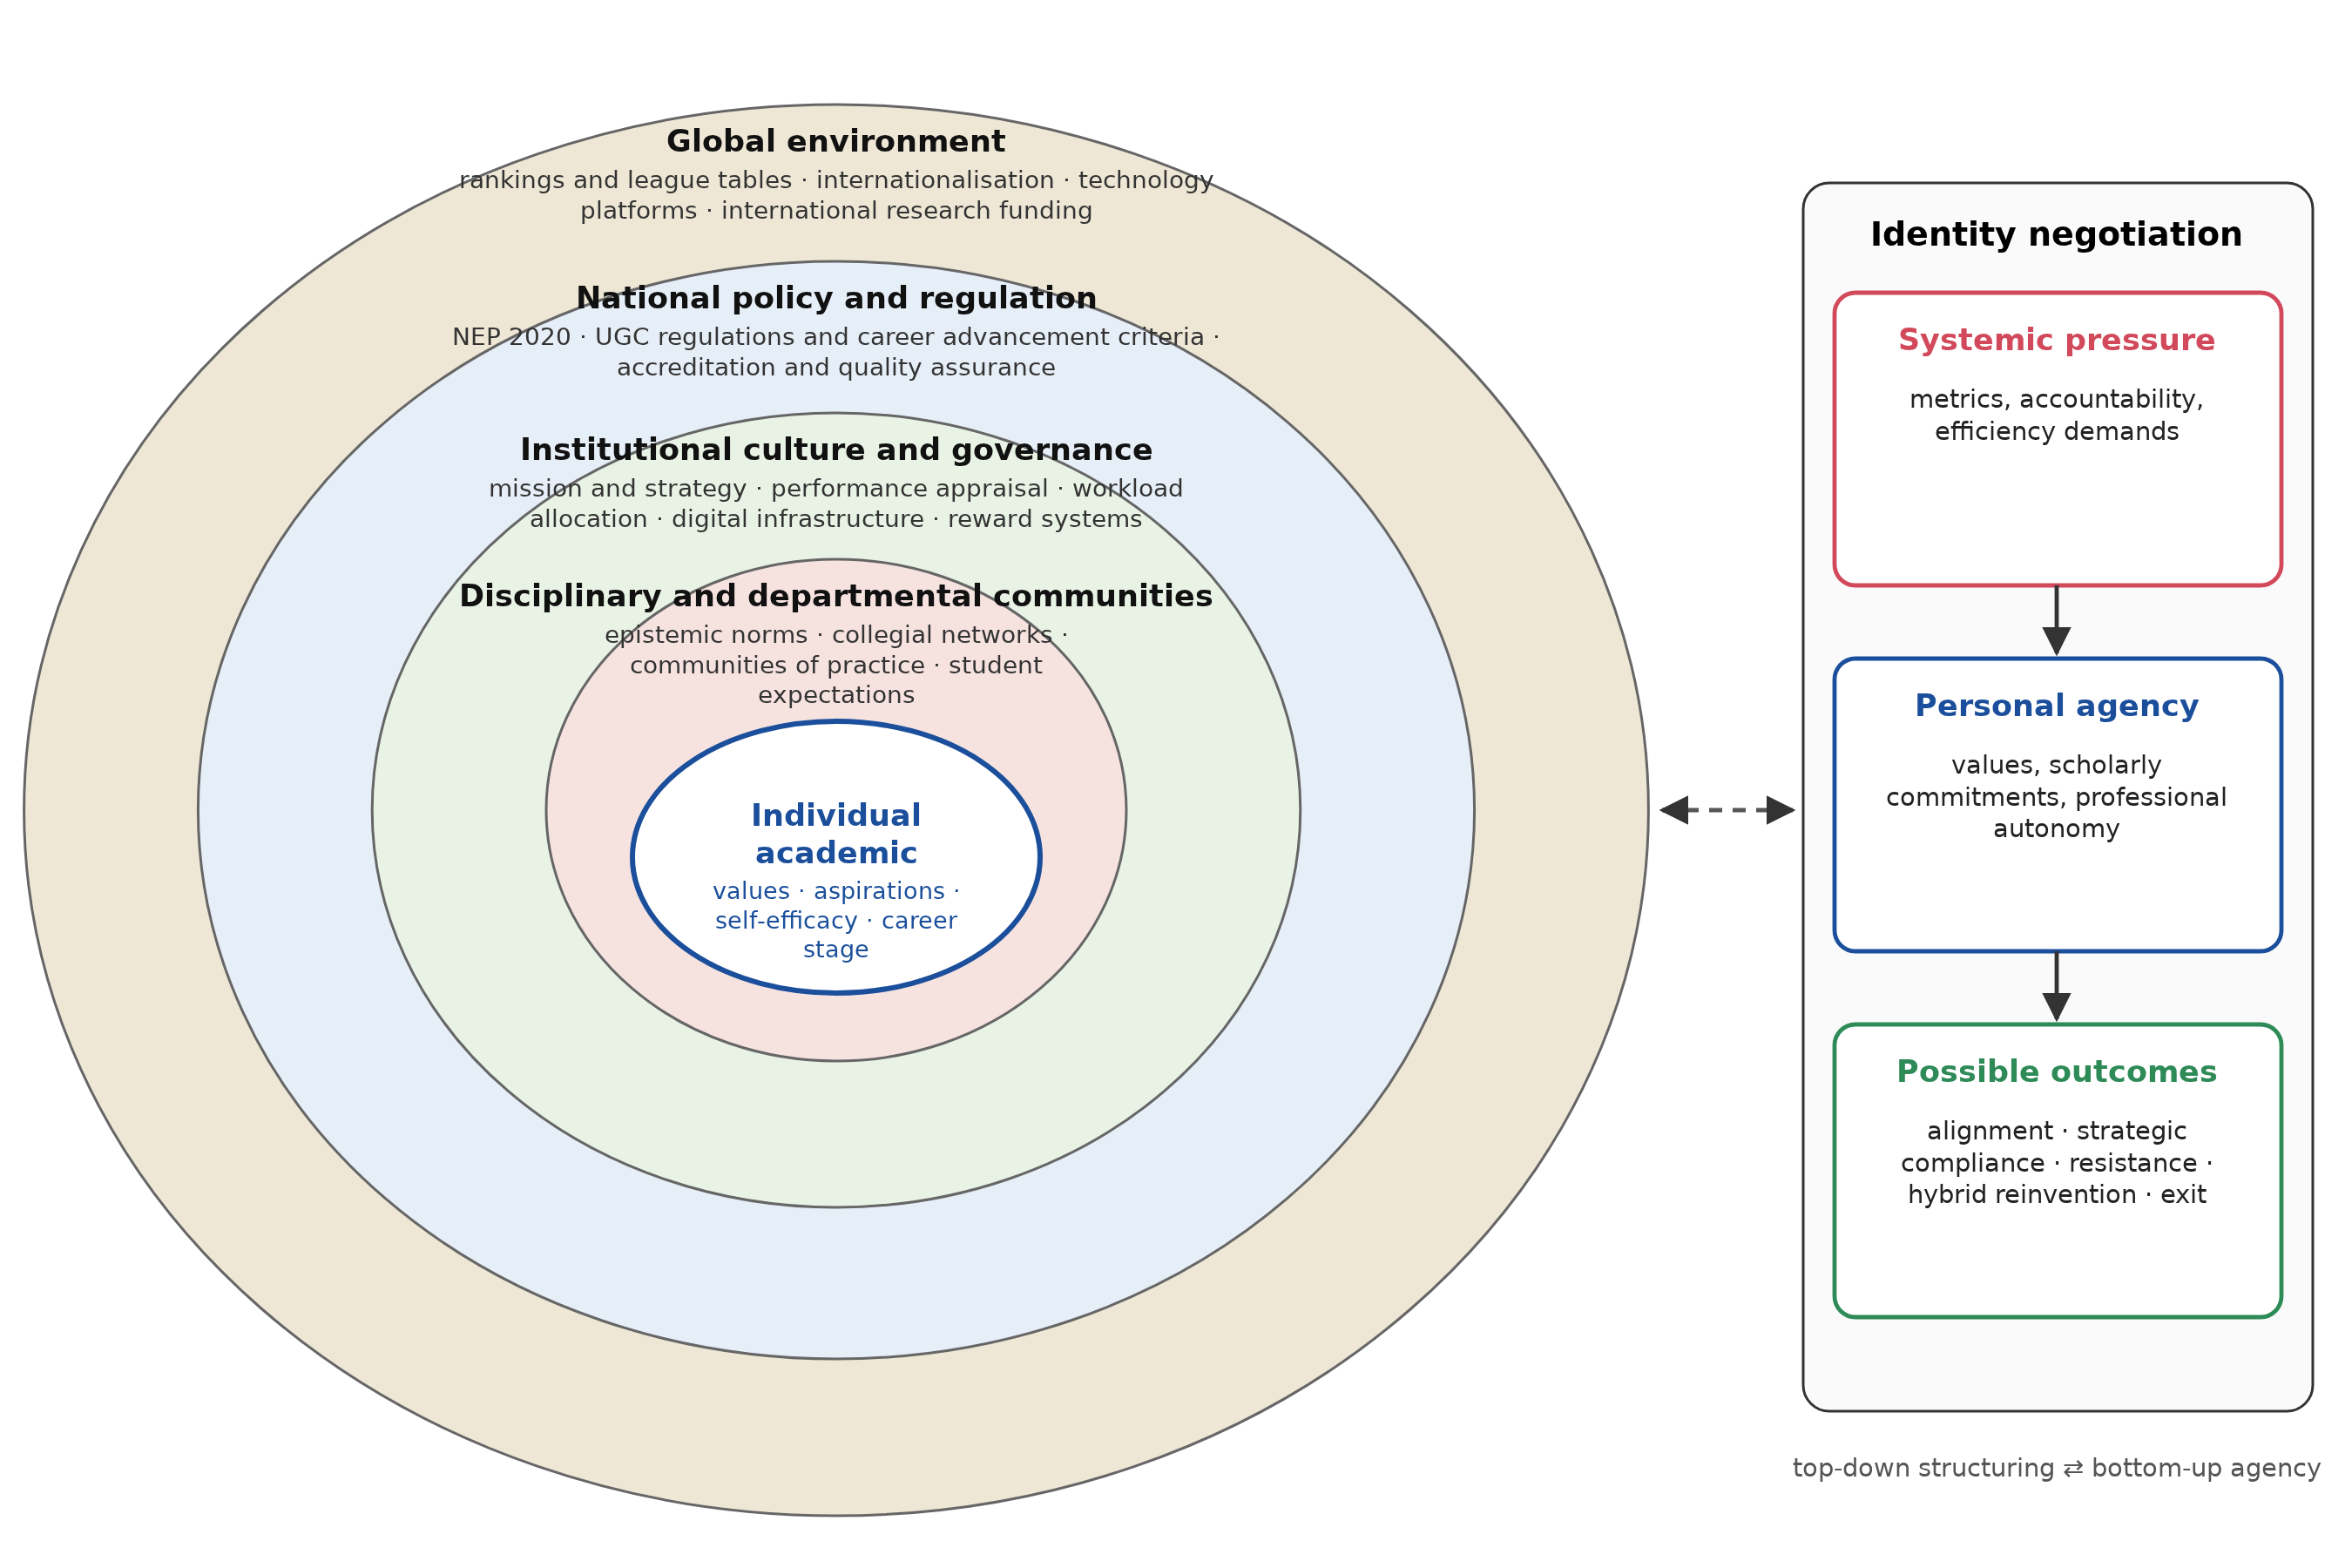 Global environment
rankings and league tables · internationalisation · technology
platforms · international research funding
National policy and regulation
NEP 2020 · UGC regulations and career advancement criteria ·
accreditation and quality assurance
Institutional culture and governance
mission and strategy · performance appraisal · workload
allocation · digital infrastructure · reward systems
Disciplinary and departmental communities
epistemic norms · collegial networks ·
communities of practice · student
expectations
Individual
academic
values · aspirations ·
self-efficacy · career
stage
Identity negotiation
Systemic pressure
metrics, accountability,
efficiency demands
Personal agency
values, scholarly
commitments, professional
autonomy
Possible outcomes
alignment · strategic
compliance · resistance ·
hybrid reinvention · exit
top-down structuring ⇄ bottom-up agency